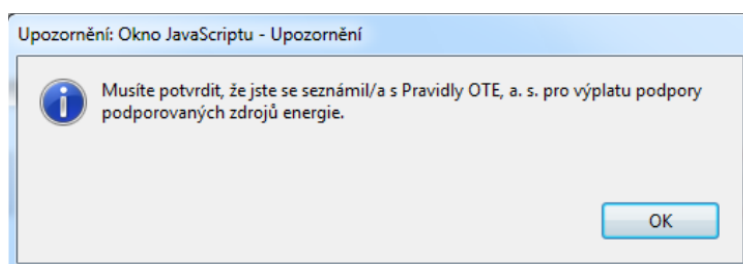 Upozornění: Okno JavaScriptu - Upozornění
Musíte potvrdit, že jste se seznámil/a s Pravidly OTE, a. s. pro výplatu podpory
podporovaných zdrojů energie.
OK